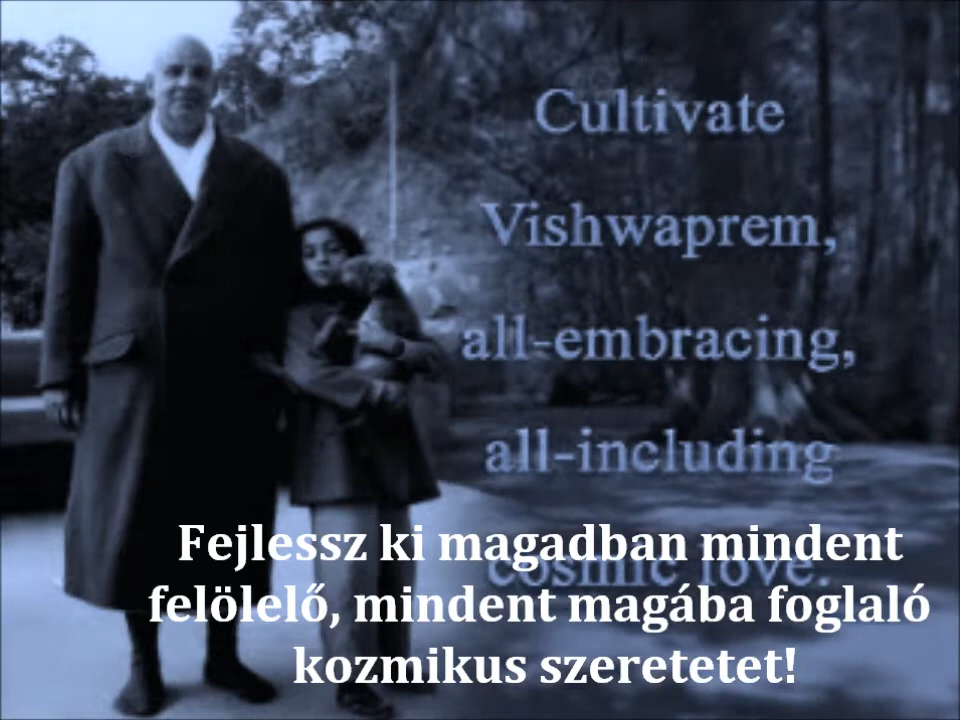 Cultivate
Vishwaprem,
all-embracing,
all-including
cosmic love.
Fejlessz ki magadban mindent
felölelő, mindent magába foglaló
kozmikus szeretetet!